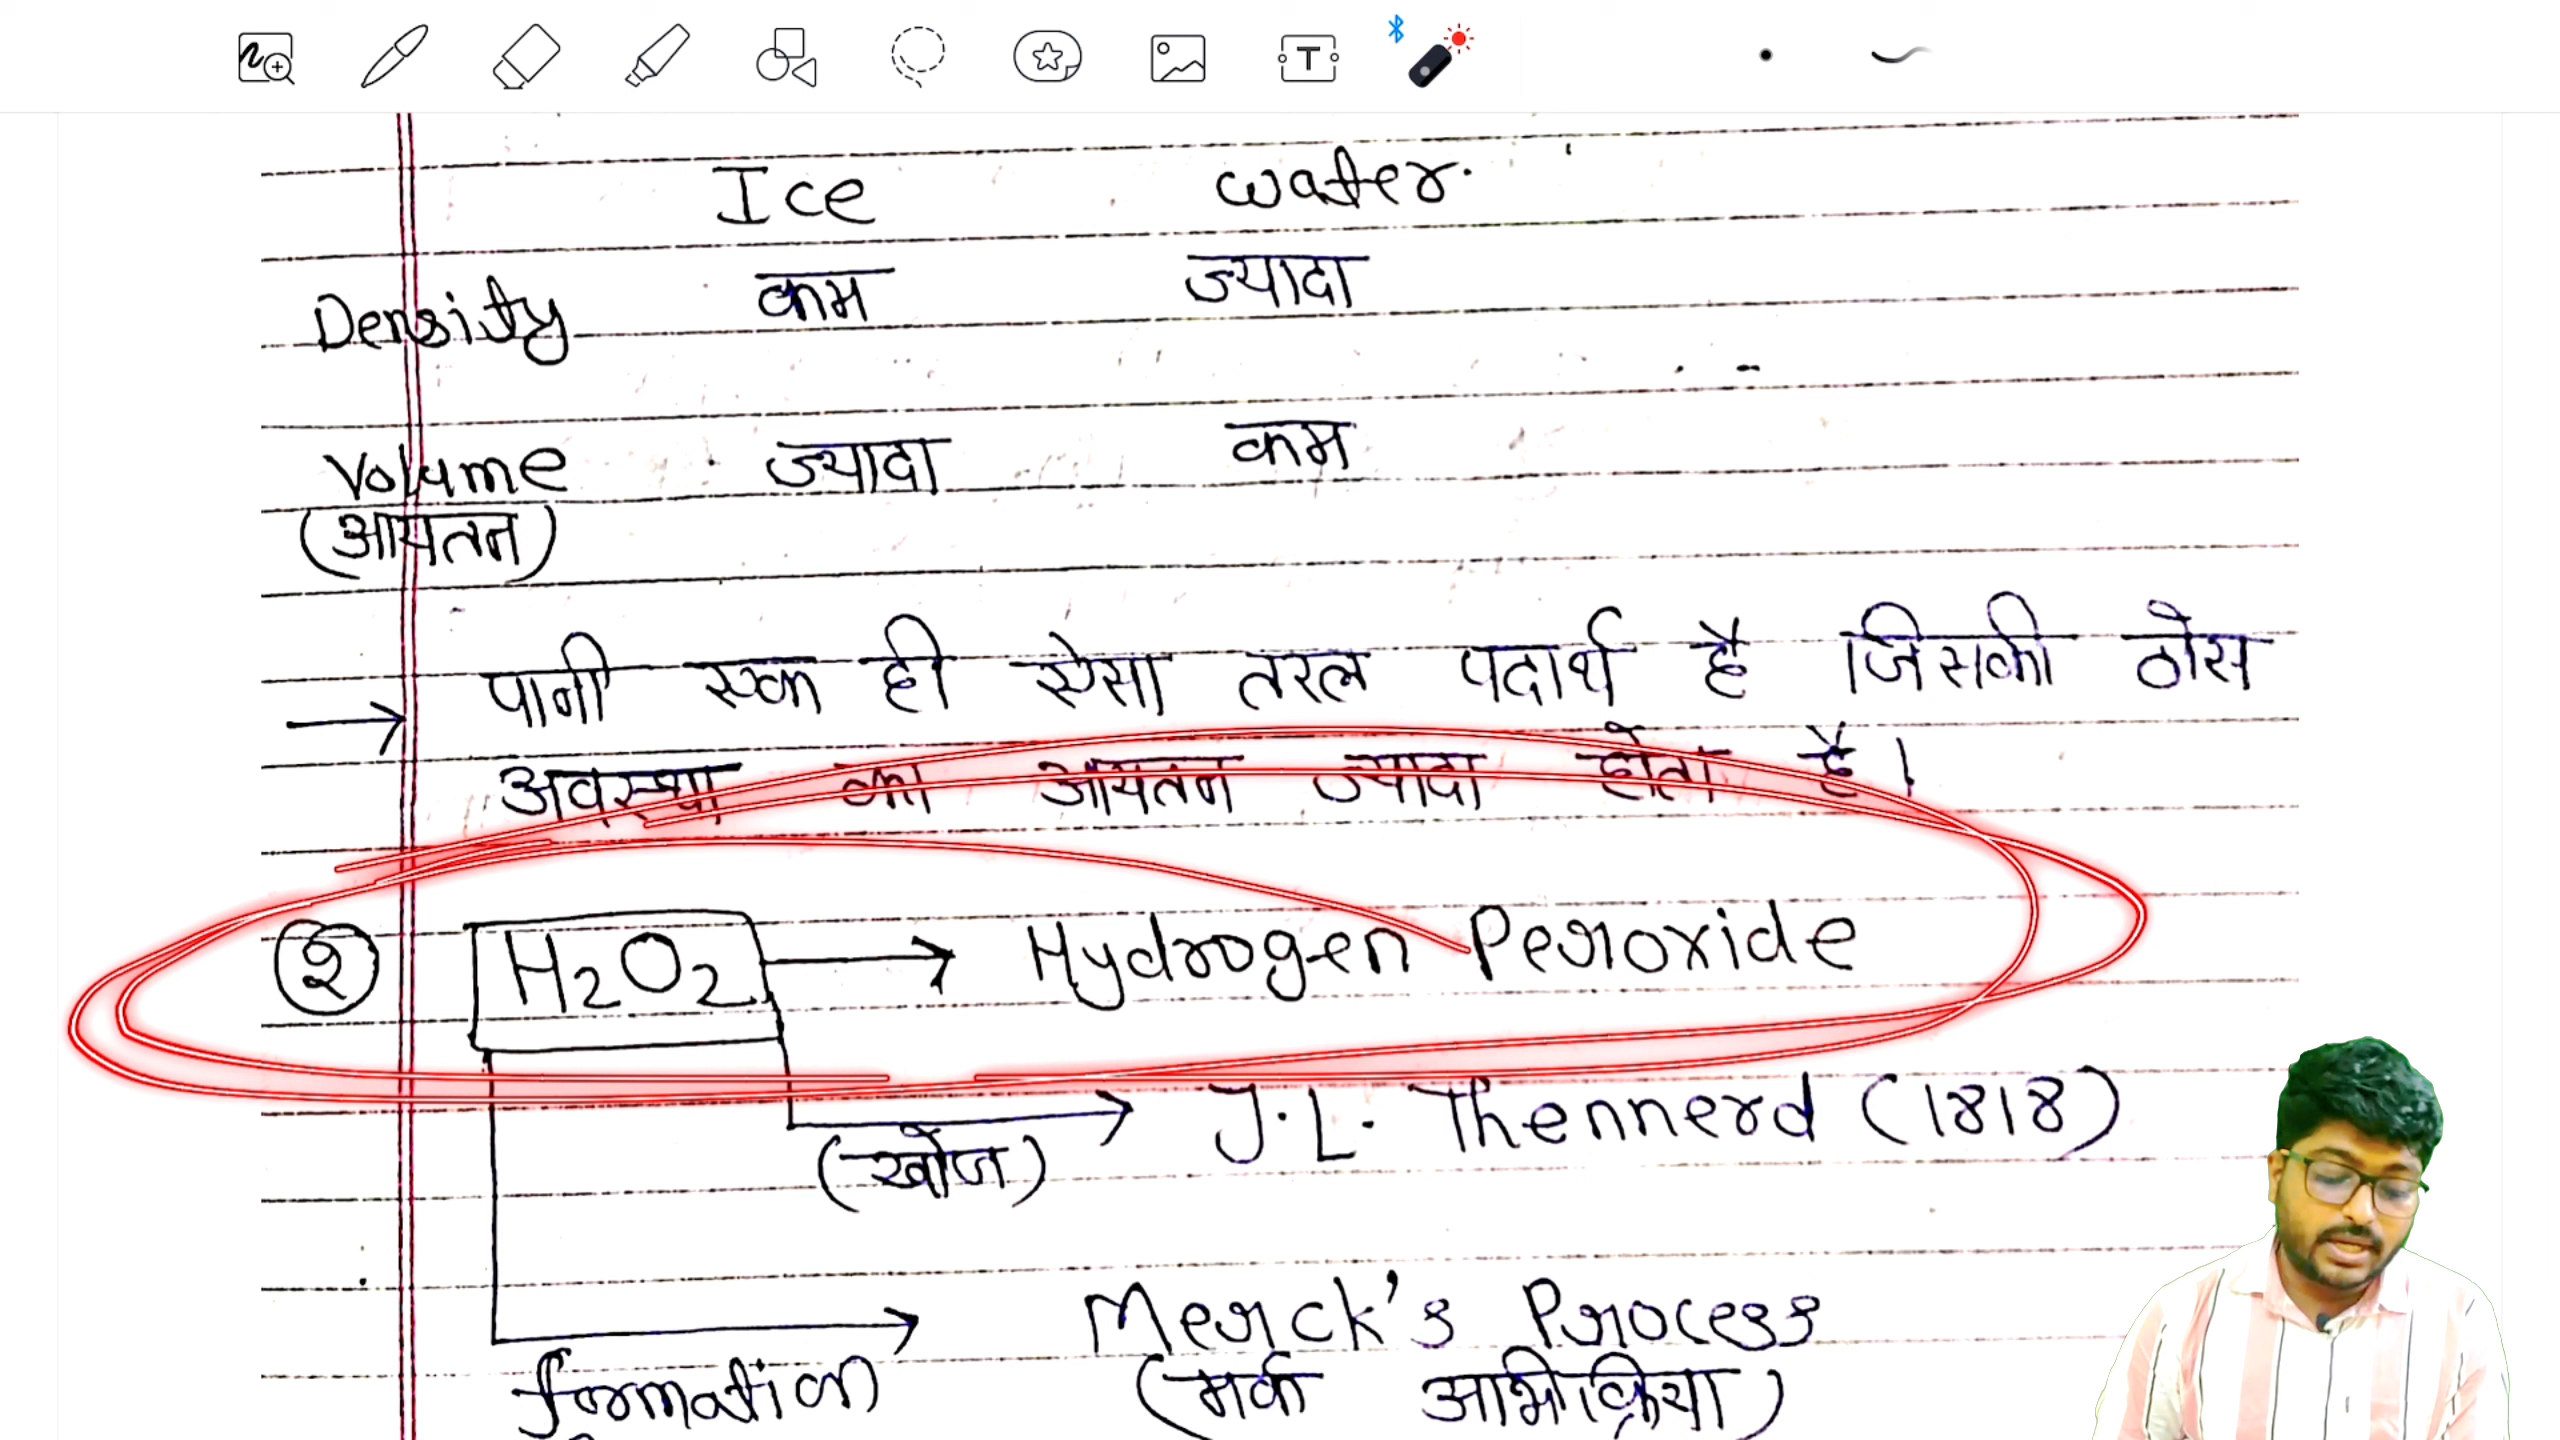 Ice water.
Density कम ज्यादा
Volume ज्यादा कम
(आयतन)
→ पानी एक ही ऐसा तरल पदार्थ है जिसकी ठोस
अवस्था का आयतन ज्यादा होता है।
② H₂O₂ → Hydrogen Peroxide
(खोज) → J.L. Thennerd (1818)
formation → Merck's Process
(मर्क अभिक्रिया)